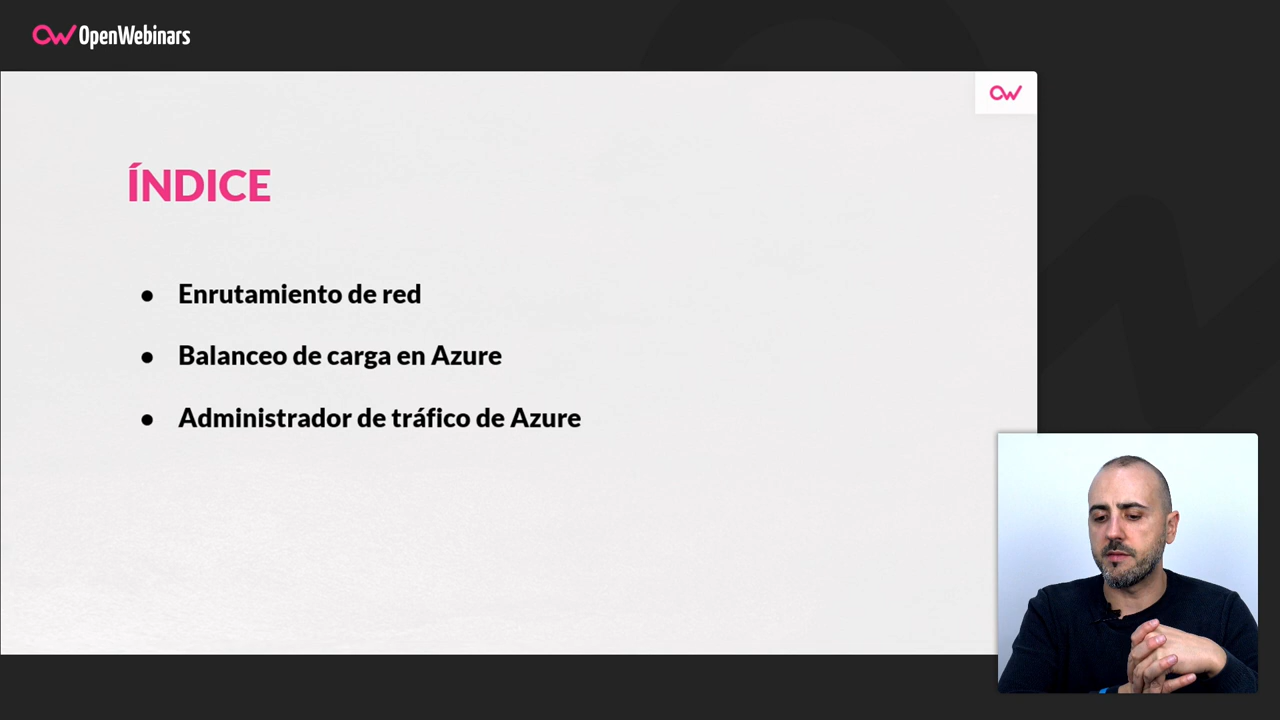 OpenWebinars
ÍNDICE
● Enrutamiento de red
● Balanceo de carga en Azure
● Administrador de tráfico de Azure